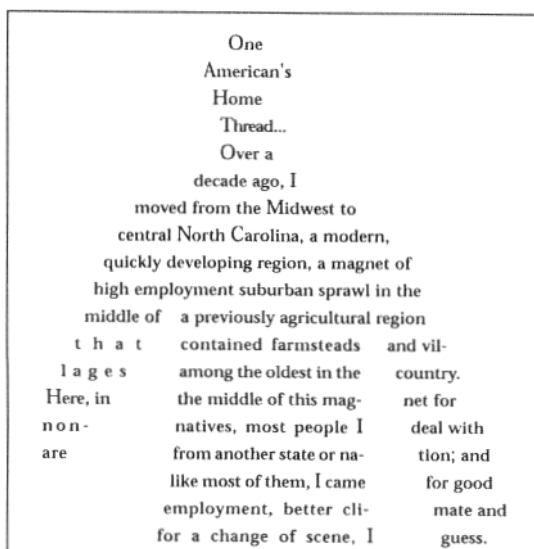 One
American's
Home
Thread...
Over a
decade ago, I
moved from the Midwest to
central North Carolina, a modern,
quickly developing region, a magnet of
high employment suburban sprawl in the
middle of a previously agricultural region
that contained farmsteads and vil-
lages among the oldest in the country.
Here, in the middle of this mag- net for
non- natives, most people I deal with
are from another state or na- tion; and
like most of them, I came for good
employment, better cli- mate and
for a change of scene, I guess.